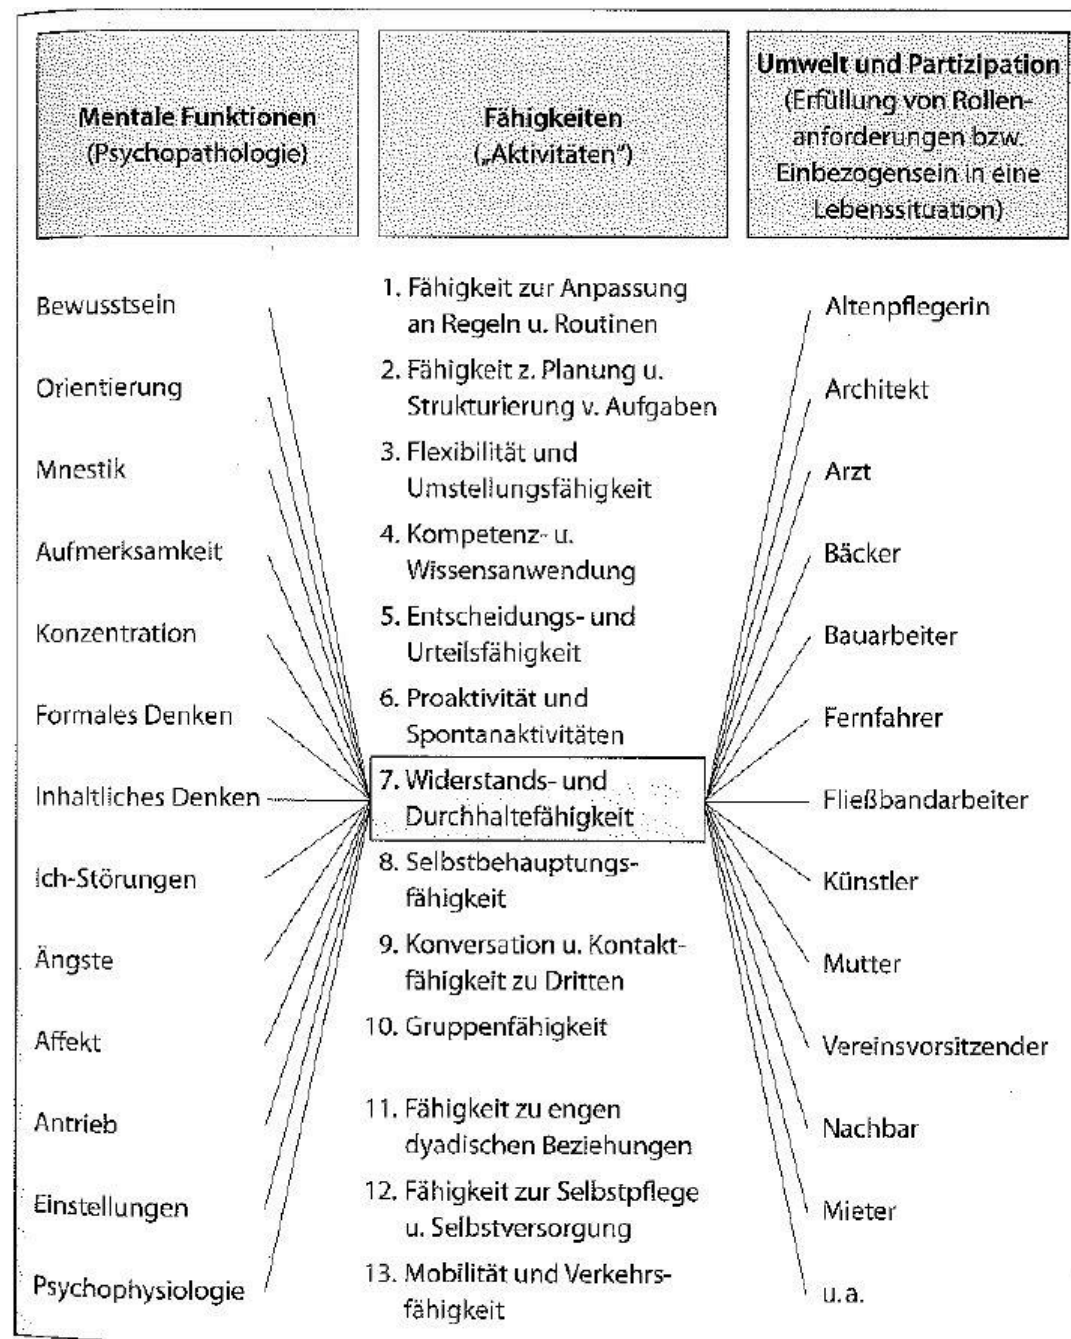 Mentale Funktionen
(Psychopathologie)
Fähigkeiten
(„Aktivitäten“)
Umwelt und Partizipation
(Erfüllung von Rollen-
anforderungen bzw.
Einbezogensein in eine
Lebenssituation)
Bewusstsein
Orientierung
Mnestik
Aufmerksamkeit
Konzentration
Formales Denken
Inhaltliches Denken
Ich-Störungen
Ängste
Affekt
Antrieb
Einstellungen
Psychophysiologie
1. Fähigkeit zur Anpassung
an Regeln u. Routinen
2. Fähigkeit z. Planung u.
Strukturierung v. Aufgaben
3. Flexibilität und
Umstellungsfähigkeit
4. Kompetenz- u.
Wissensanwendung
5. Entscheidungs- und
Urteilsfähigkeit
6. Proaktivität und
Spontanaktivitäten
7. Widerstands- und
Durchhaltefähigkeit
8. Selbstbehauptungs-
fähigkeit
9. Konversation u. Kontakt-
fähigkeit zu Dritten
10. Gruppenfähigkeit
11. Fähigkeit zu engen
dyadischen Beziehungen
12. Fähigkeit zur Selbstpflege
u. Selbstversorgung
13. Mobilität und Verkehrs-
fähigkeit
Altenpflegerin
Architekt
Arzt
Bäcker
Bauarbeiter
Fernfahrer
Fließbandarbeiter
Künstler
Mutter
Vereinsvorsitzender
Nachbar
Mieter
u.a.